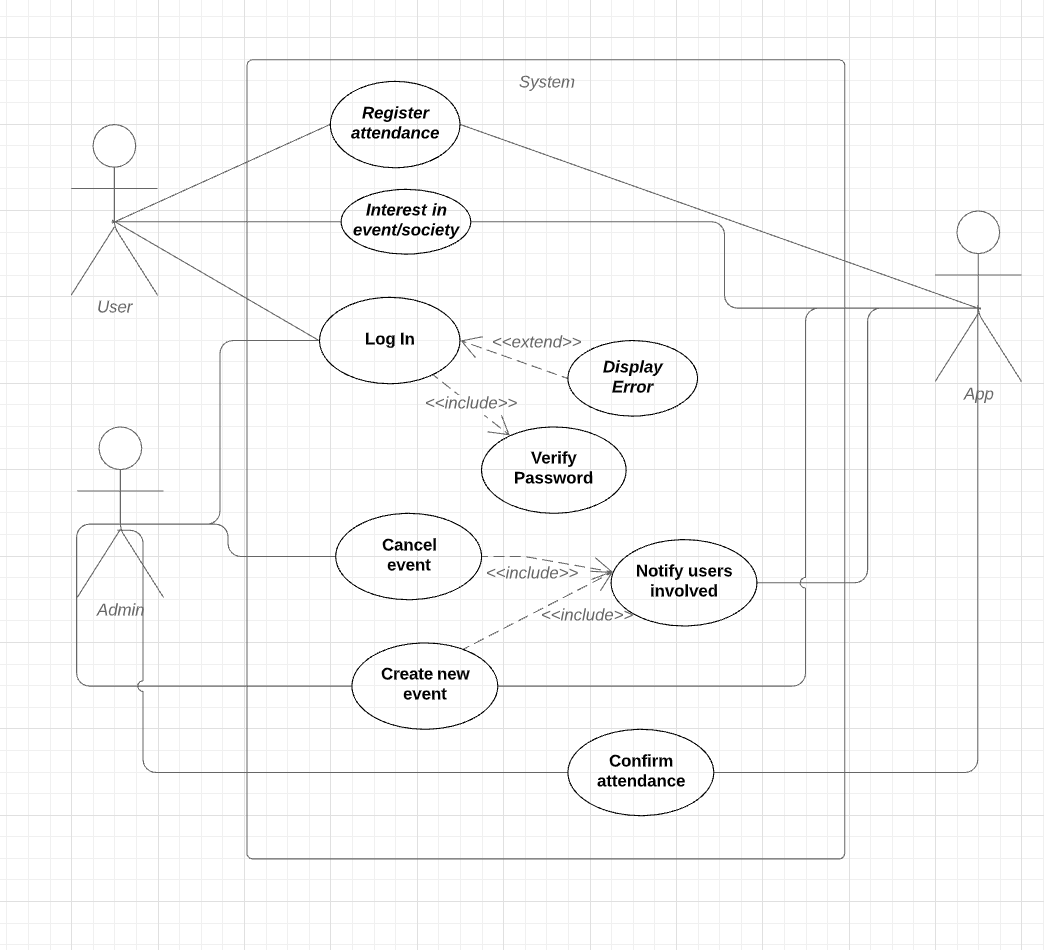 System
Register
attendance
Interest in
event/society
User
Log In
<<extend>>
Display
Error
App
<<include>>
Verify
Password
Cancel
event
<<include>>
Notify users
involved
Admin
<<include>>
Create new
event
Confirm
attendance